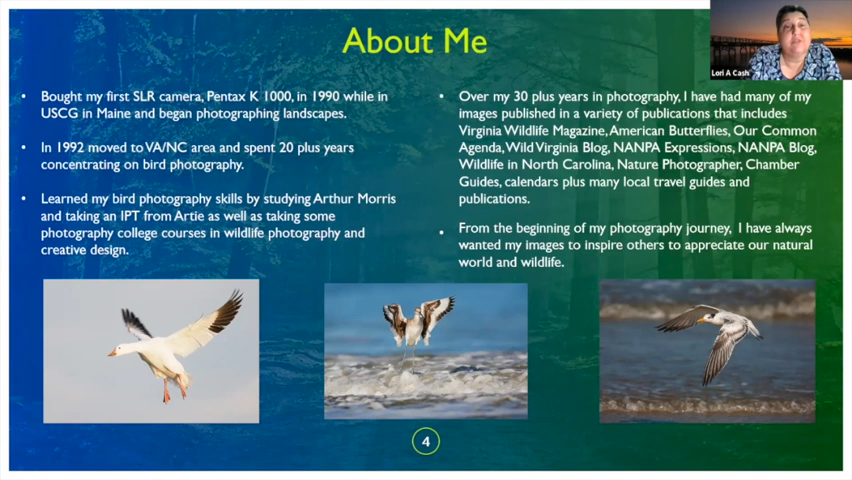 About Me
Lori A Cash
• Bought my first SLR camera, Pentax K 1000, in 1990 while in
USCG in Maine and began photographing landscapes.
• In 1992 moved to VA/NC area and spent 20 plus years
concentrating on bird photography.
• Learned my bird photography skills by studying Arthur Morris
and taking an IPT from Artie as well as taking some
photography college courses in wildlife photography and
creative design.
• Over my 30 plus years in photography, I have had many of my
images published in a variety of publications that includes
Virginia Wildlife Magazine, American Butterflies, Our Common
Agenda, Wild Virginia Blog, NANPA Expressions, NANPA Blog,
Wildlife in North Carolina, Nature Photographer, Chamber
Guides, calendars plus many local travel guides and
publications.
• From the beginning of my photography journey, I have always
wanted my images to inspire others to appreciate our natural
world and wildlife.
4